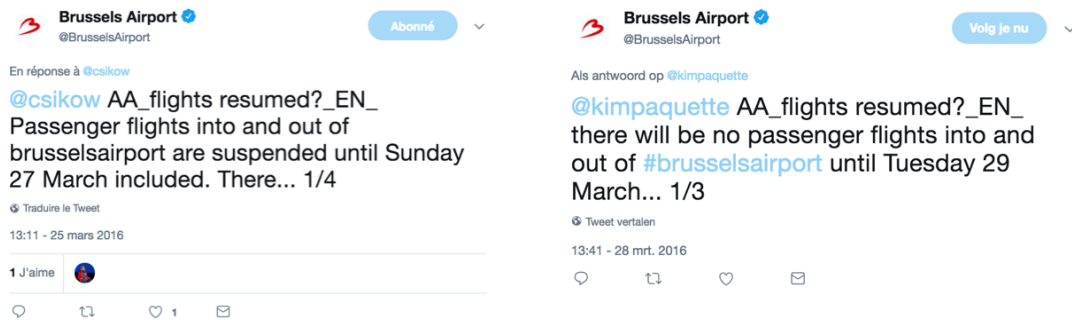 Brussels Airport
@BrusselsAirport
Abonné
En réponse à @csikow
@csikow AA_flights resumed?_EN_
Passenger flights into and out of
brusselsairport are suspended until Sunday
27 March included. There... 1/4
Traduire le Tweet
13:11 - 25 mars 2016
1 J'aime
1
Brussels Airport
@BrusselsAirport
Volg je nu
Als antwoord op @kimpaquette
@kimpaquette AA_flights resumed?_EN_
there will be no passenger flights into and
out of #brusselsairport until Tuesday 29
March... 1/3
Tweet vertalen
13:41 - 28 mrt. 2016